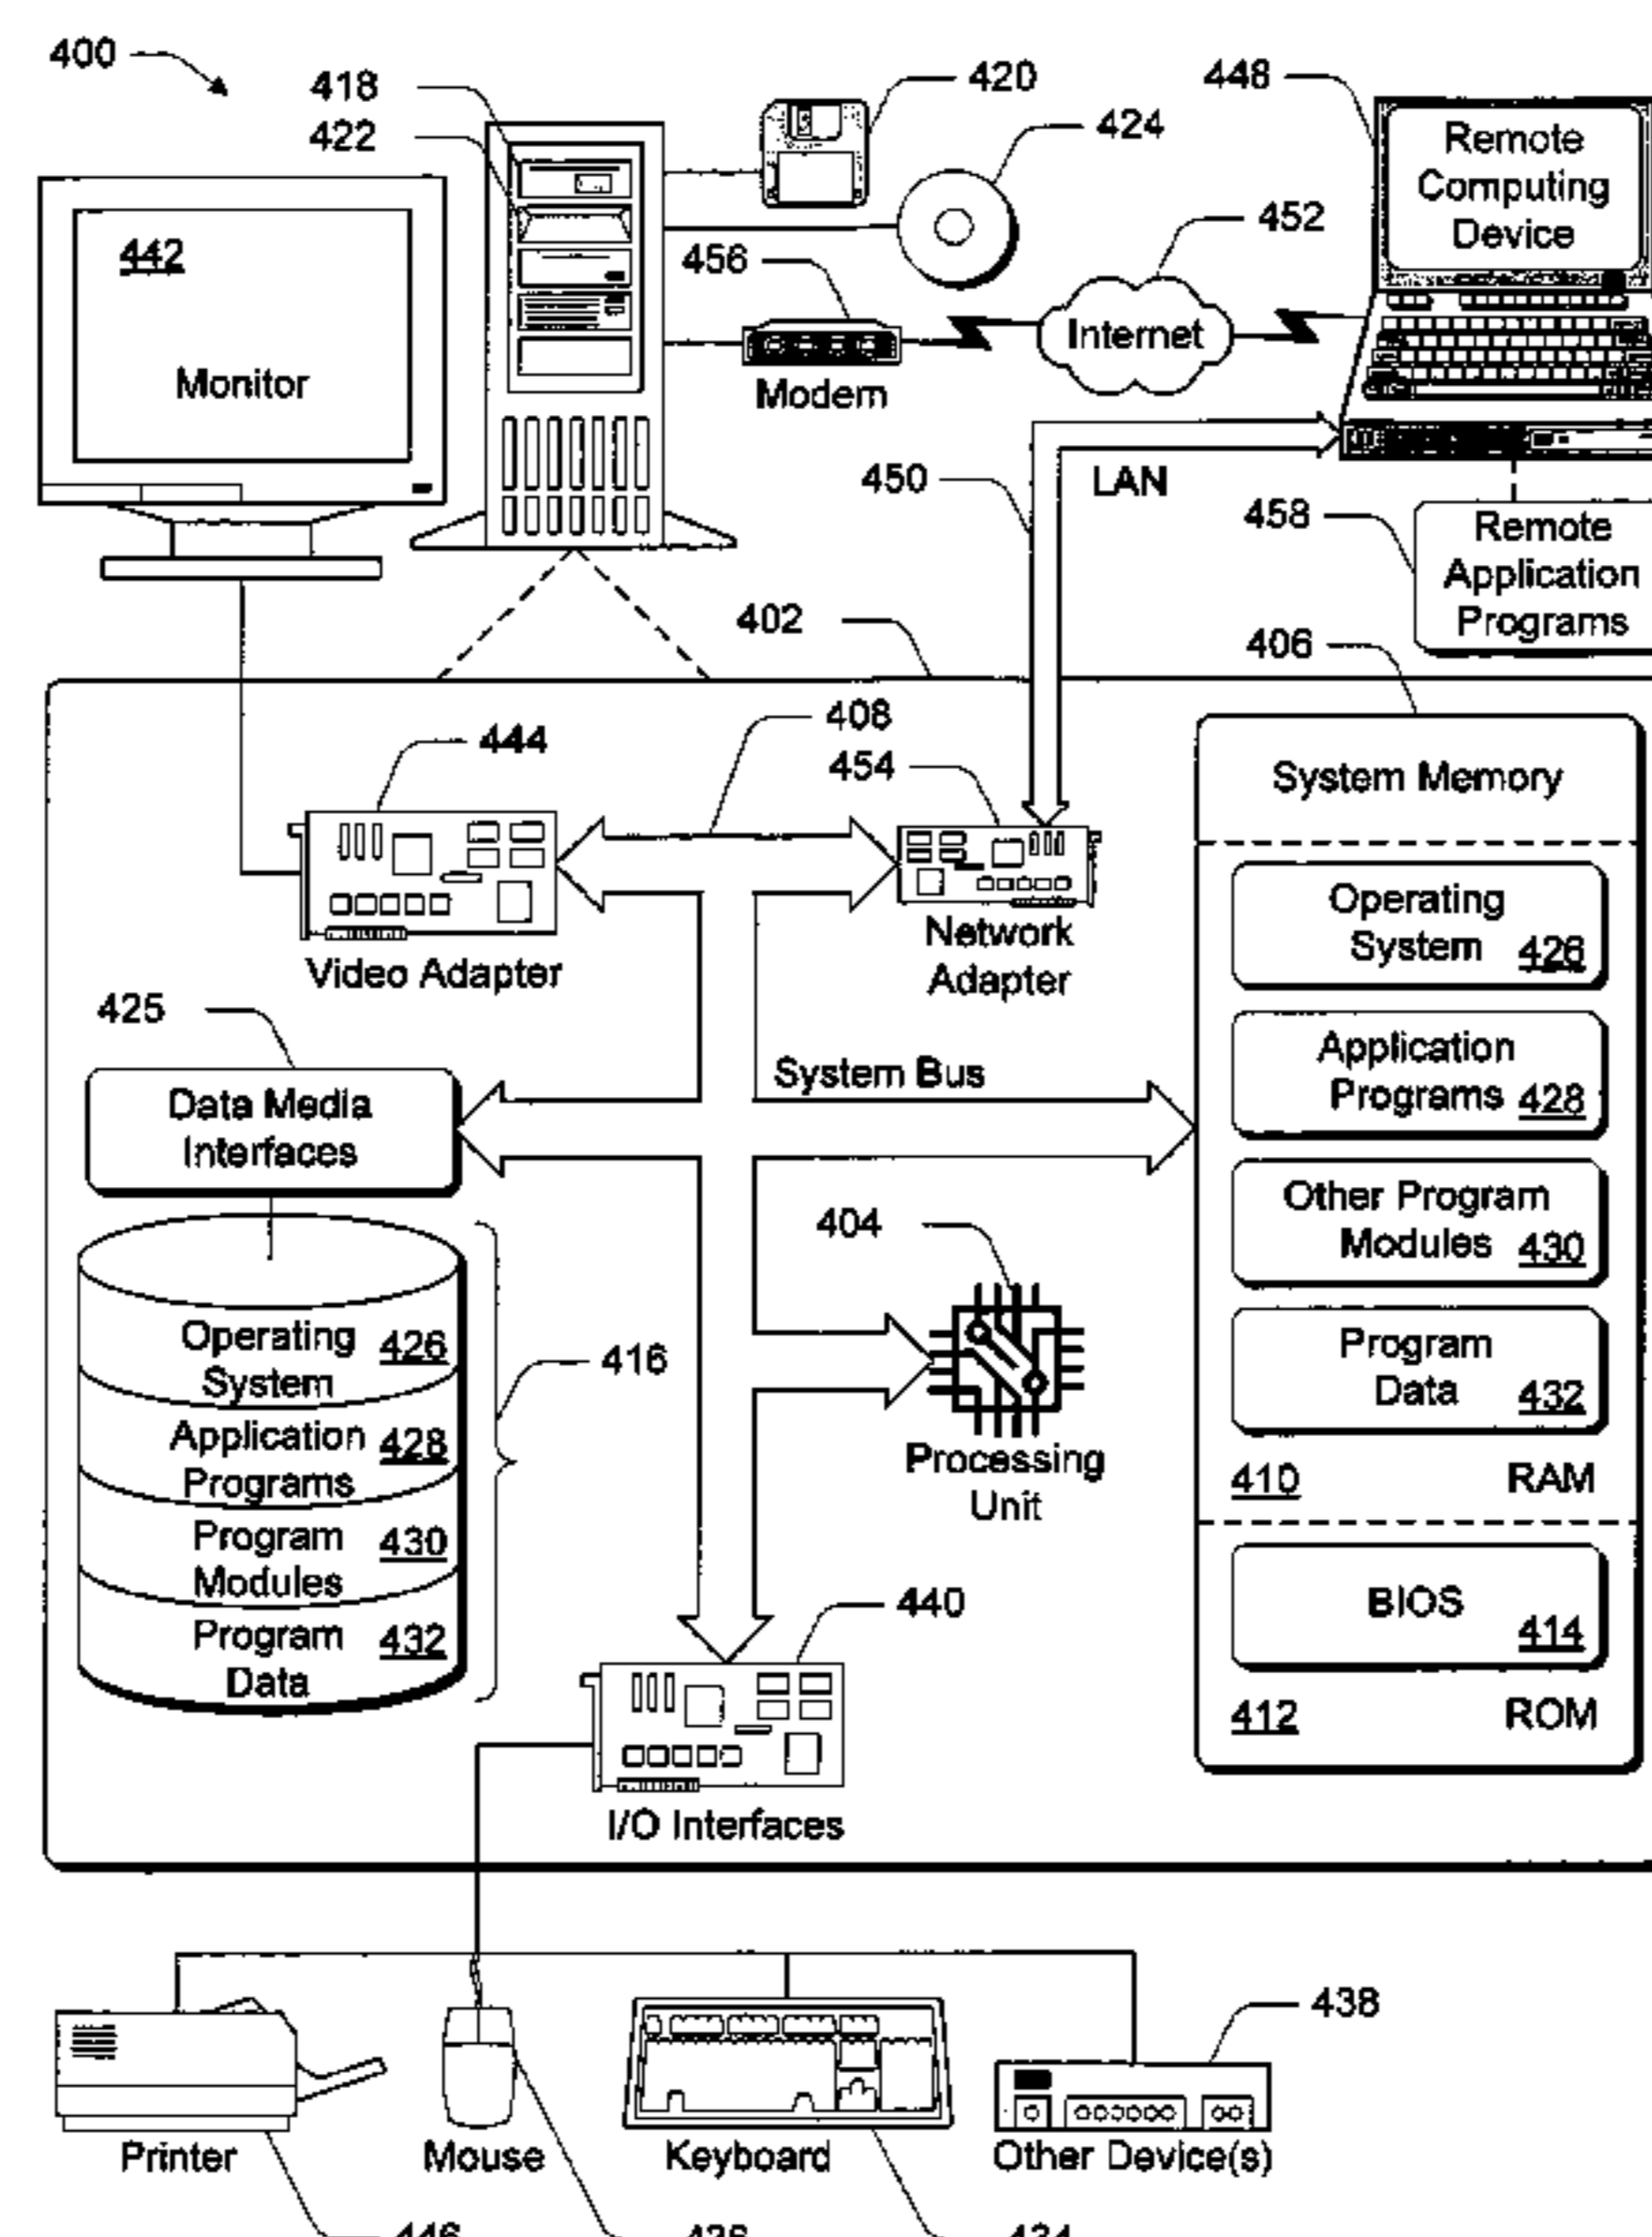 400
418
422
420
424
448
Remote
Computing
Device
442
Monitor
456
452
Internet
Modem
450
LAN
458
Remote
Application
Programs
402
406
444
408
454
System Memory
Video Adapter
Network
Adapter
Operating
System 426
425
Data Media
Interfaces
System Bus
Application
Programs 428
Other Program
Modules 430
404
Operating 426
System
416
Application 428
Programs
Program 430
Modules
Program 432
Data
Processing
Unit
Program
Data 432
410 RAM
BIOS
414
412 ROM
440
I/O Interfaces
438
Printer
Mouse
Keyboard
Other Device(s)
446
436
434